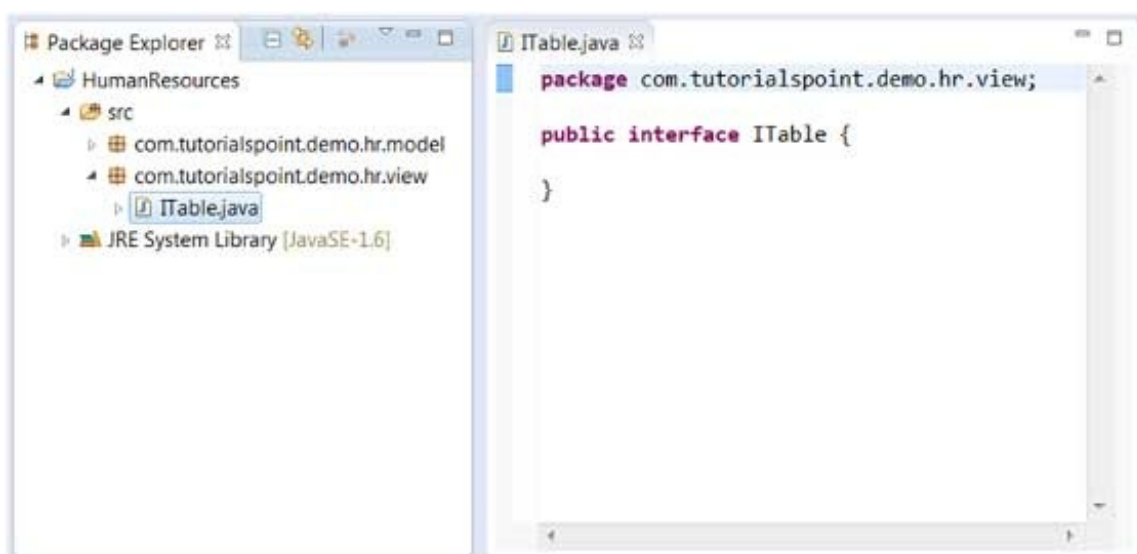 Package Explorer
HumanResources
src
com.tutorialspoint.demo.hr.model
com.tutorialspoint.demo.hr.view
ITable.java
JRE System Library [JavaSE-1.6]
ITable.java
package com.tutorialspoint.demo.hr.view;
public interface ITable {
}